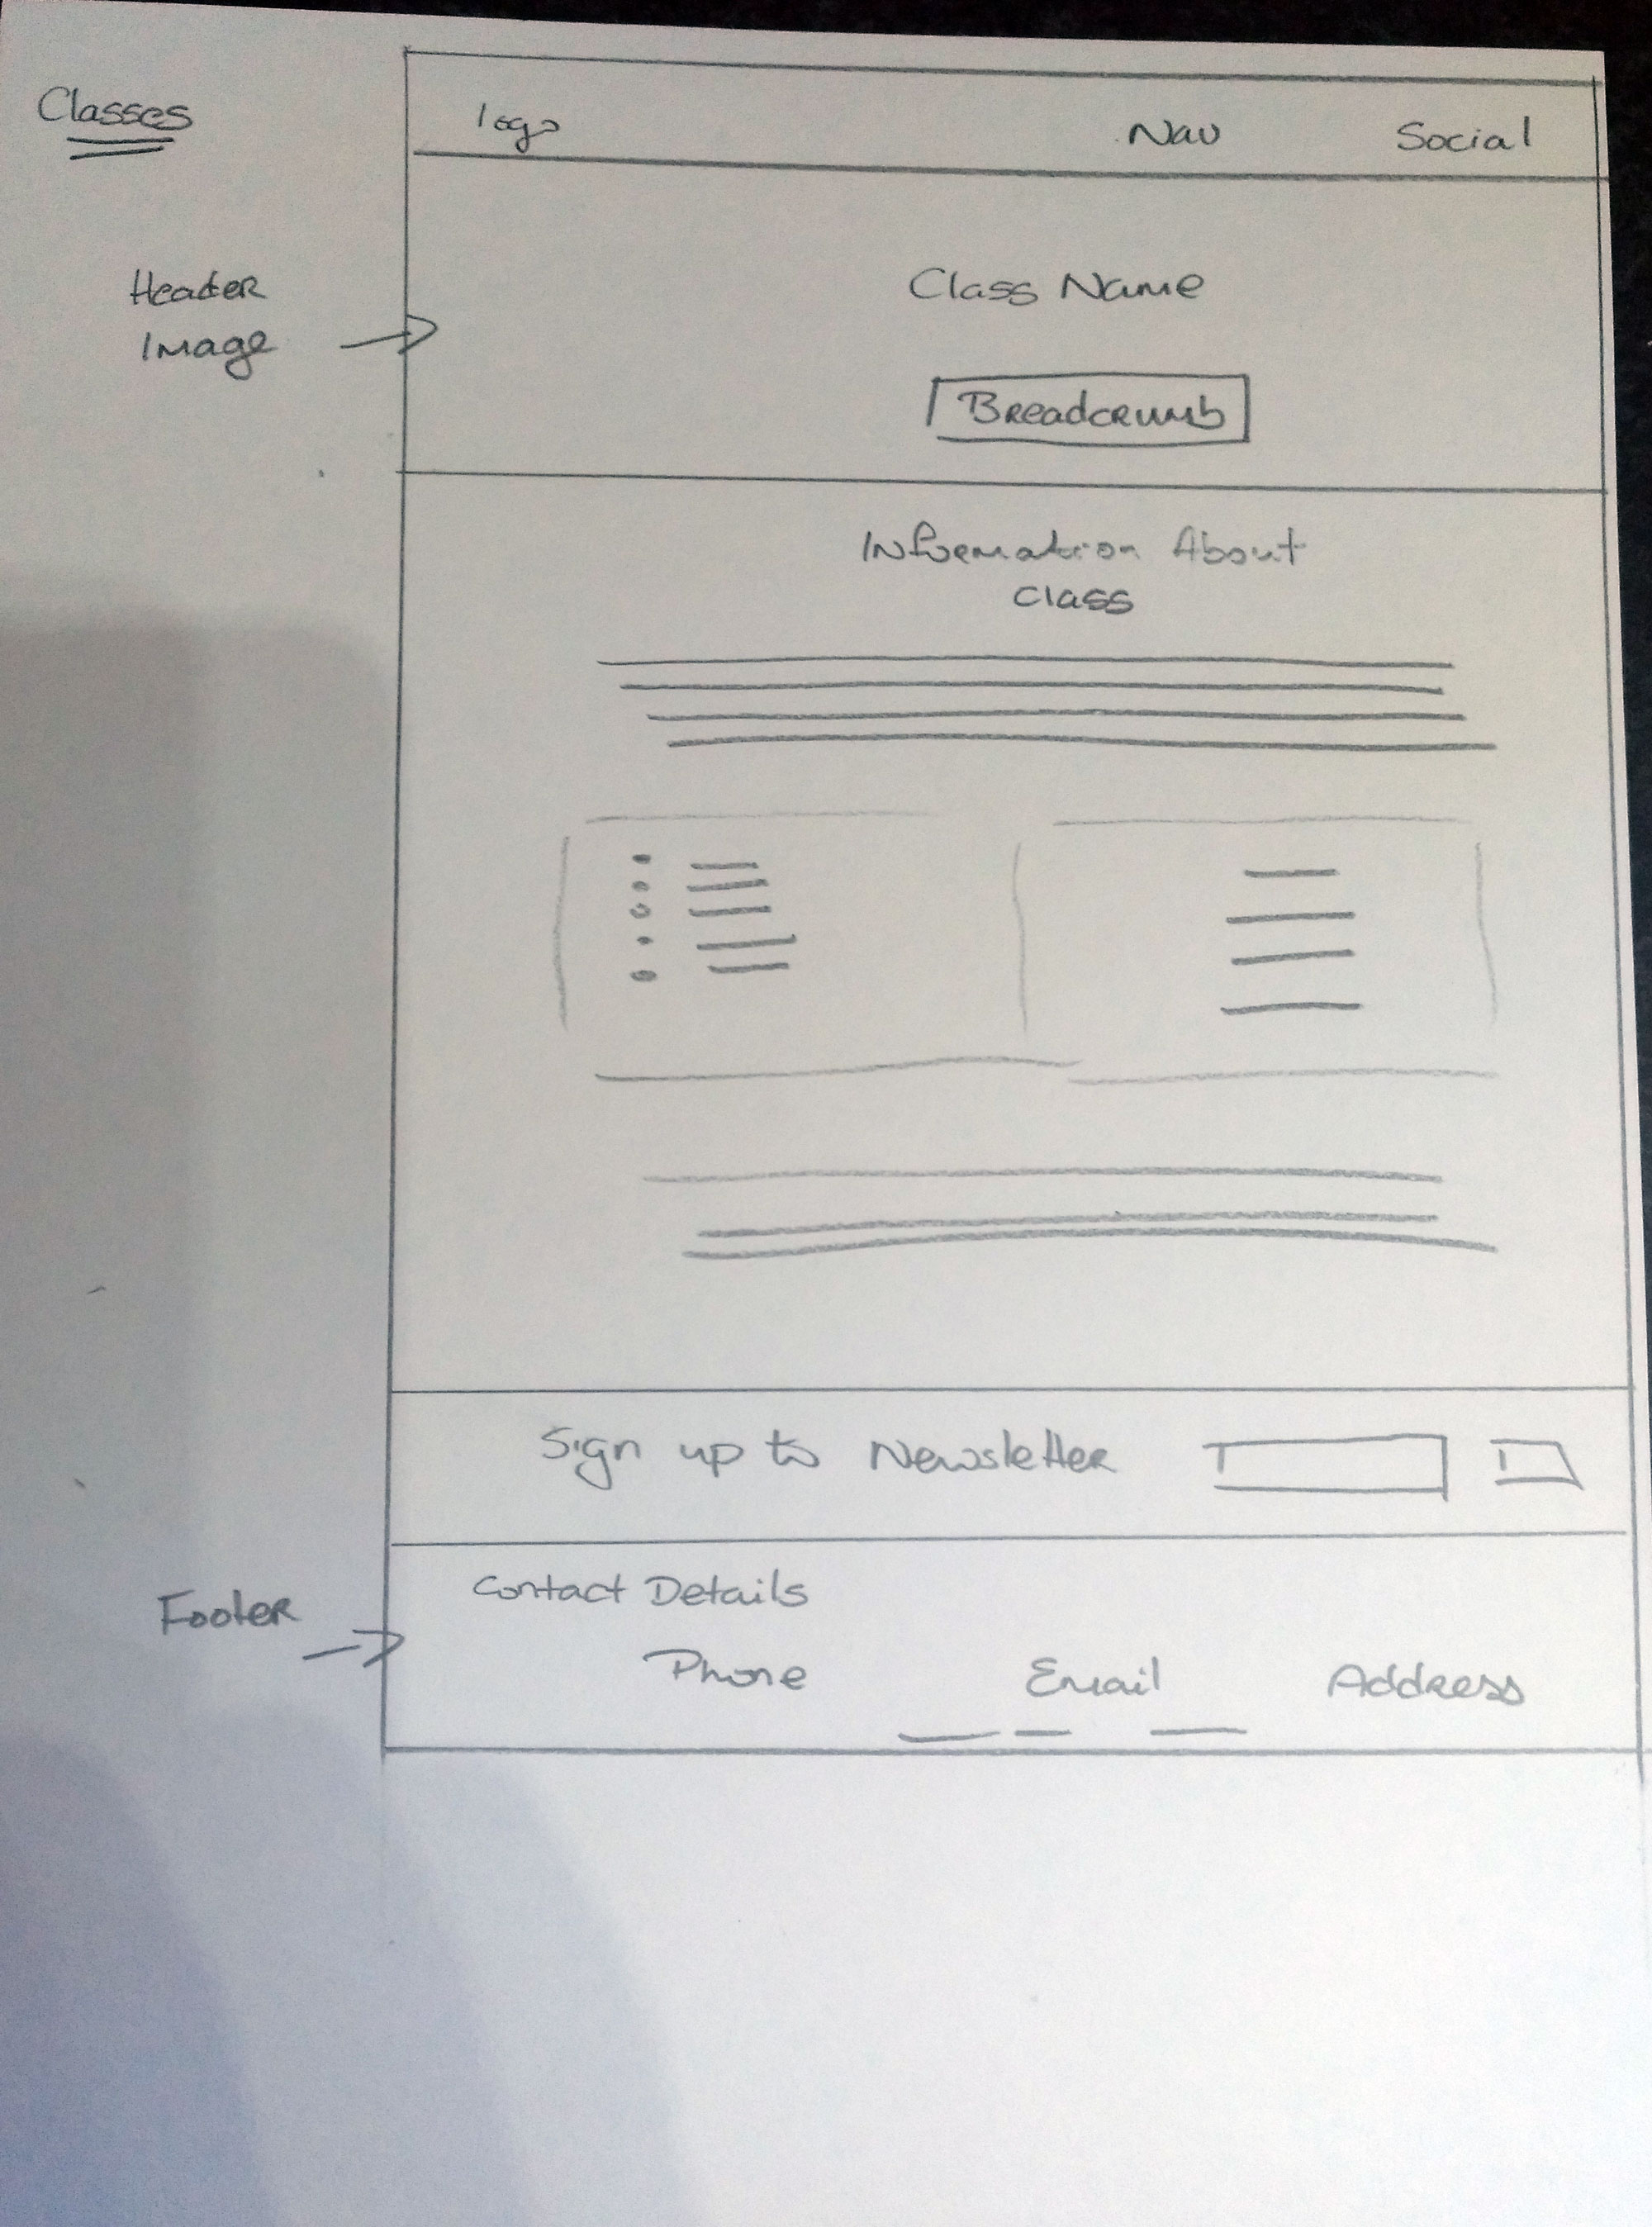 Classes
logo Nav Social
Header
Image
Class Name
Breadcrumb
Information About
Class
Sign up to Newsletter
Footer
Contact Details
Phone Email Address